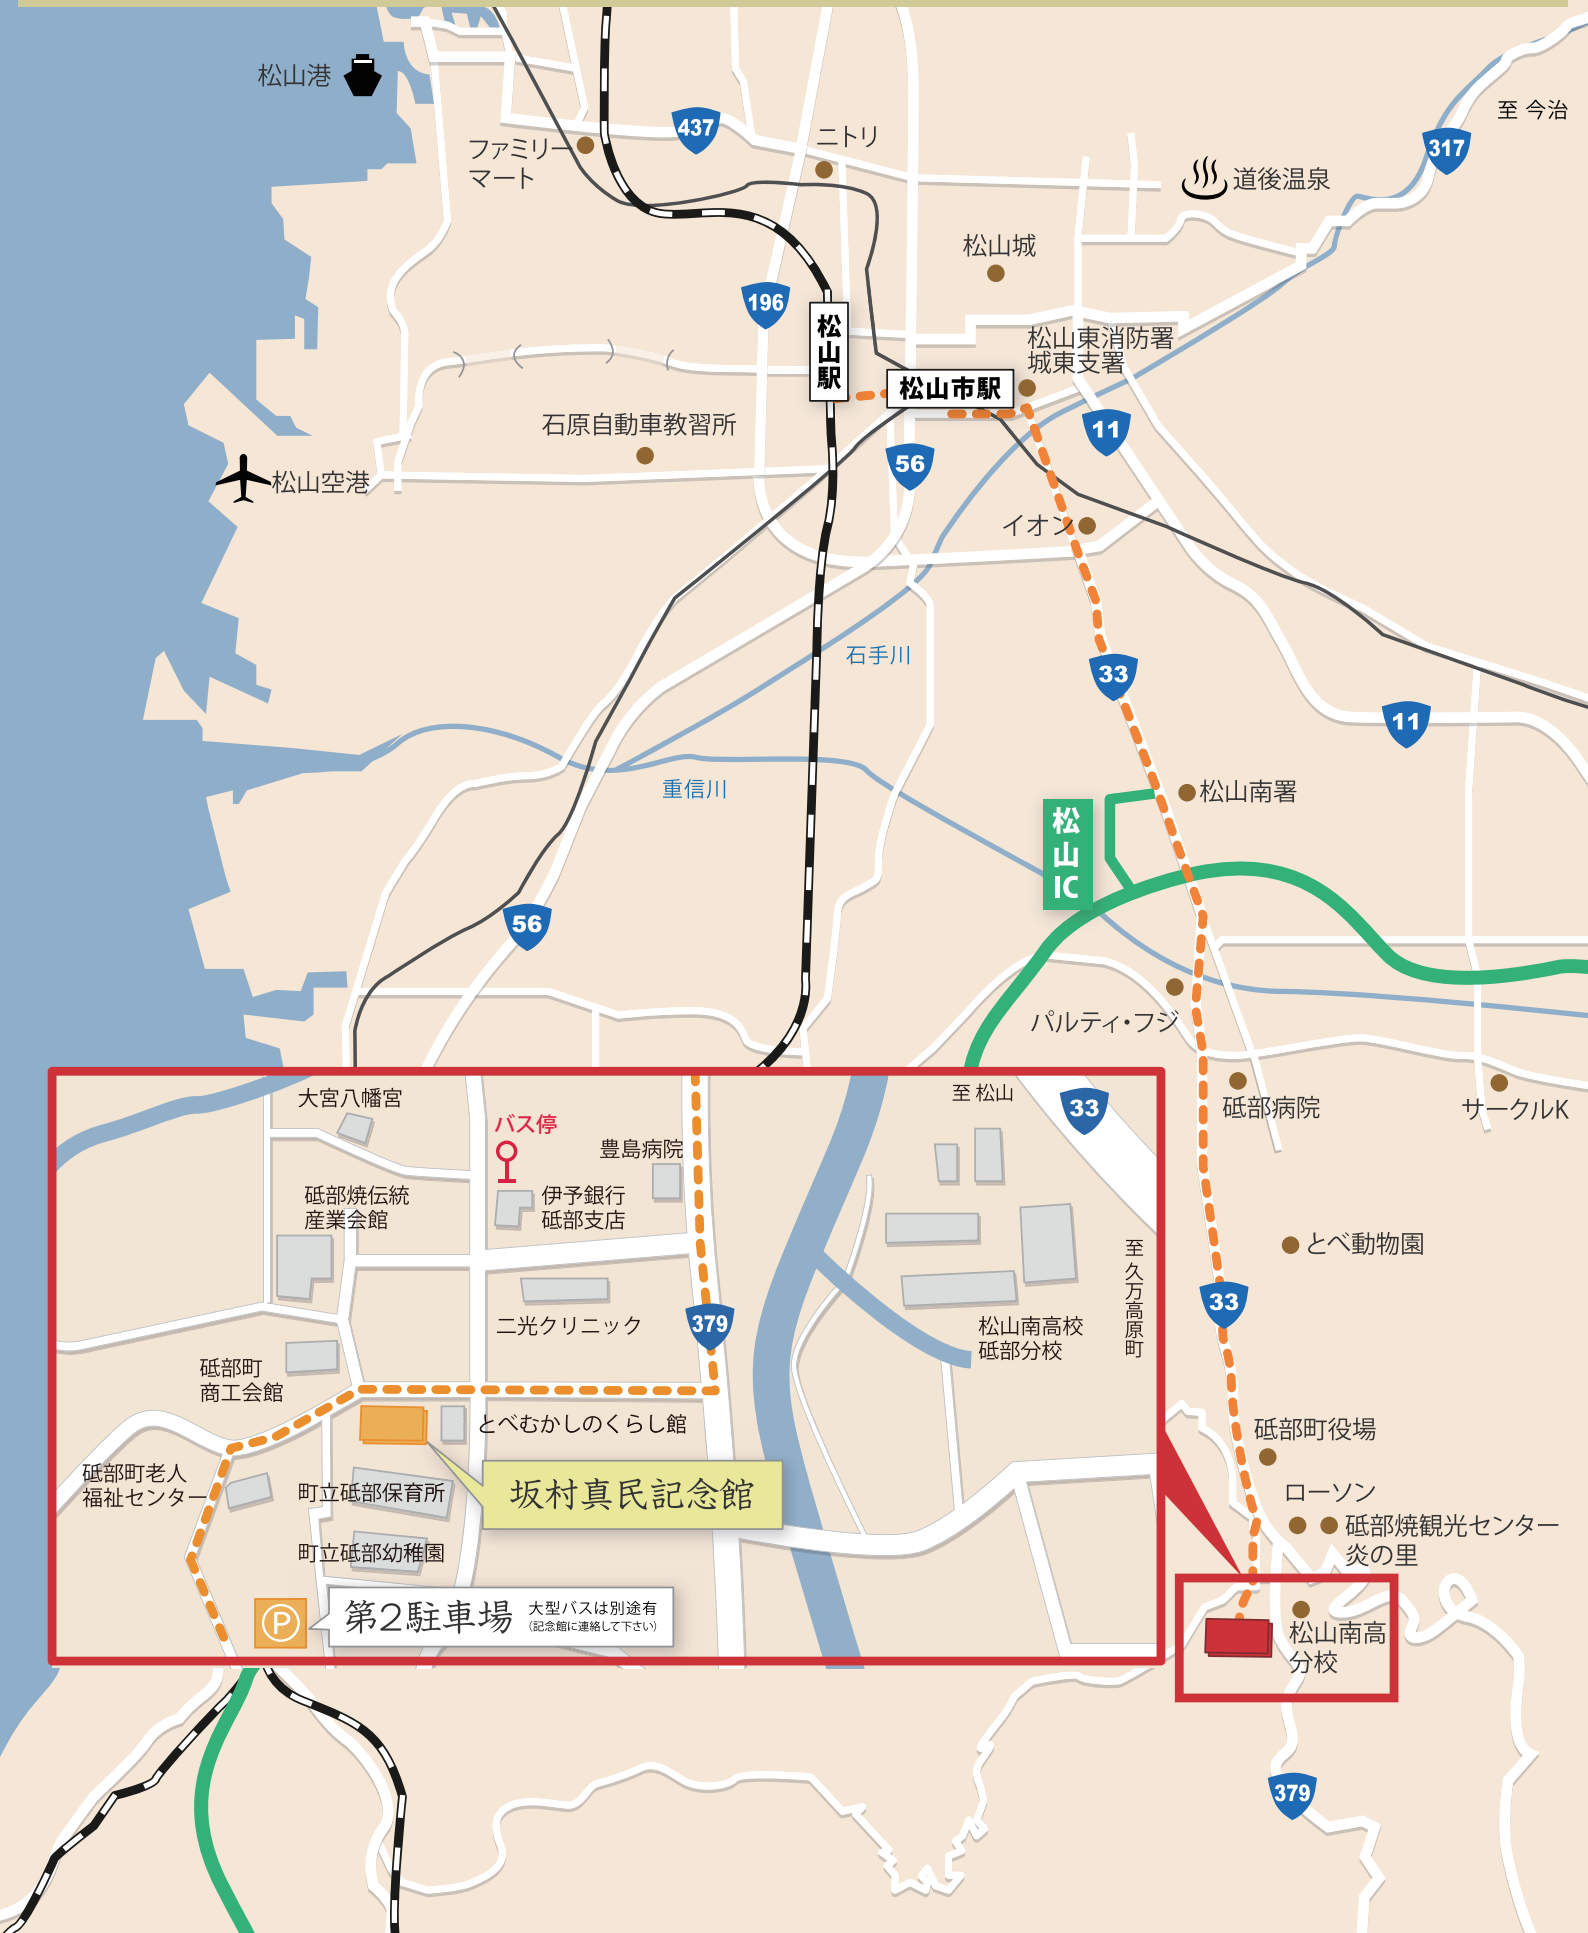 松山港
437
ファミリー
マート
ニトリ
至 今治
317
道後温泉
松山城
196
松山駅
松山市駅
松山東消防署
城東支署
石原自動車教習所
11
56
松山空港
イオン
石手川
33
11
重信川
松山南署
松山IC
56
パルティ・フジ
砥部病院
サークルK
とべ動物園
33
砥部町役場
ローソン
砥部焼観光センター
炎の里
松山南高
分校
379
大宮八幡宮
バス停
豊島病院
至 松山
33
砥部焼伝統
産業会館
伊予銀行
砥部支店
至 久万高原町
二光クリニック
379
松山南高校
砥部分校
砥部町
商工会館
とべむかしのくらし館
砥部町老人
福祉センター
町立砥部保育所
坂村真民記念館
町立砥部幼稚園
P
第2駐車場
大型バスは別途有
(記念館に連絡して下さい)